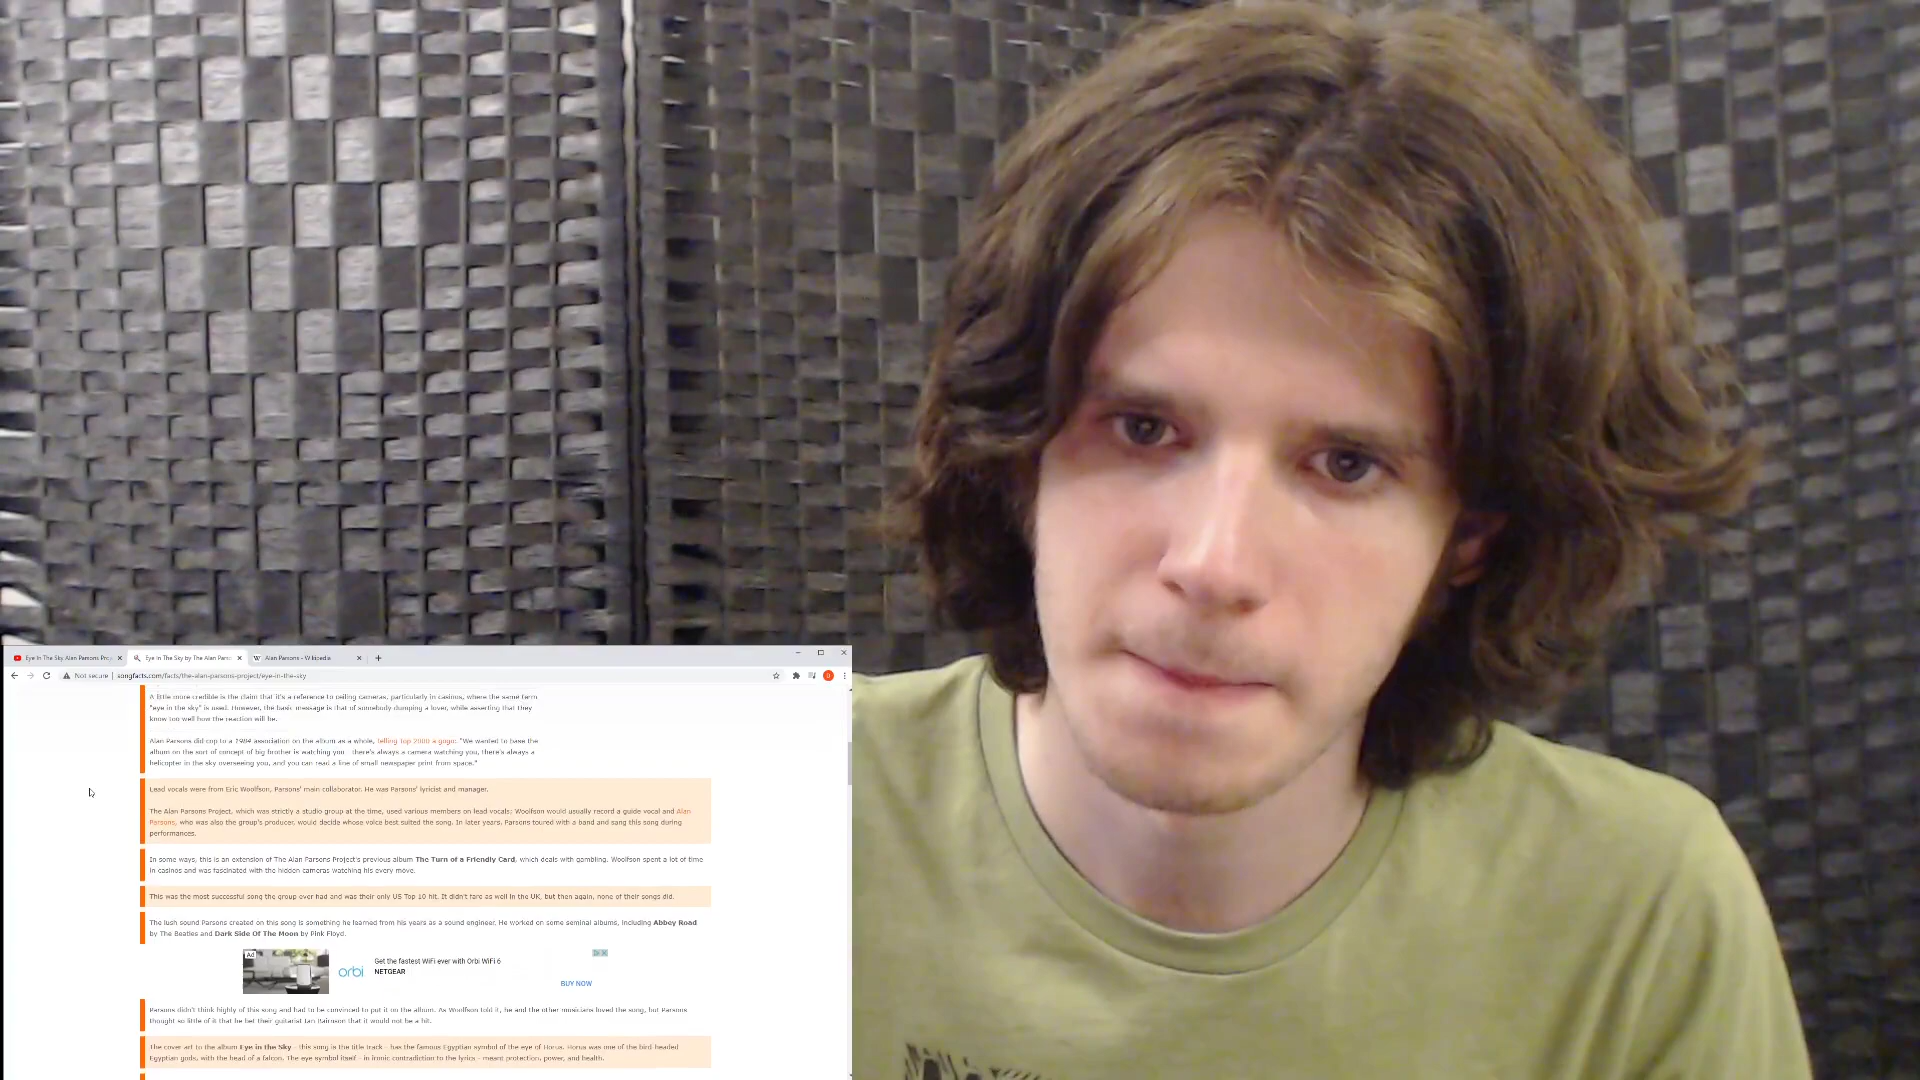 Eye In The Sky Alan Parsons Proj
Eye In The Sky by The Alan Parso
Alan Parsons - Wikipedia
Not secure | songfacts.com/facts/the-alan-parsons-project/eye-in-the-sky
A little more credible is the claim that it's a reference to ceiling cameras, particularly in casinos, where the same term
"eye in the sky" is used. However, the basic message is that of somebody dumping a lover, while asserting that they
know too well how the reaction will be.
Alan Parsons did cop to a 1984 association on the album as a whole, telling Top 2000 a gogo: "We wanted to base the
album on the sort of concept of big brother is watching you - there's always a camera watching you, there's always a
helicopter in the sky overseeing you, and you can read a line of small newspaper print from space."
Lead vocals were from Eric Woolfson, Parsons' main collaborator. He was Parsons' lyricist and manager.
The Alan Parsons Project, which was strictly a studio group at the time, used various members on lead vocals; Woolfson would usually record a guide vocal and Alan
Parsons, who was also the group's producer, would decide whose voice best suited the song. In later years, Parsons toured with a band and sang this song during
performances.
In some ways, this is an extension of The Alan Parsons Project's previous album The Turn of a Friendly Card, which deals with gambling. Woolfson spent a lot of time
in casinos and was fascinated with the hidden cameras watching his every move.
This was the most successful song the group ever had and was their only US Top 10 hit. It didn't fare as well in the UK, but then again, none of their songs did.
The lush sound Parsons created on this song is something he learned from his years as a sound engineer. He worked on some seminal albums, including Abbey Road
by The Beatles and Dark Side Of The Moon by Pink Floyd.
Ad
orbi
Get the fastest WiFi ever with Orbi WiFi 6
NETGEAR
BUY NOW
Parsons didn't think highly of this song and had to be convinced to put it on the album. As Woolfson told it, he and the other musicians loved the song, but Parsons
thought so little of it that he bet their guitarist Ian Bairnson that it would not be a hit.
The cover art to the album Eye in the Sky - this song is the title track - has the famous Egyptian symbol of the eye of Horus. Horus was one of the bird-headed
Egyptian gods, with the head of a falcon. The eye symbol itself - in ironic contradiction to the lyrics - meant protection, power, and health.